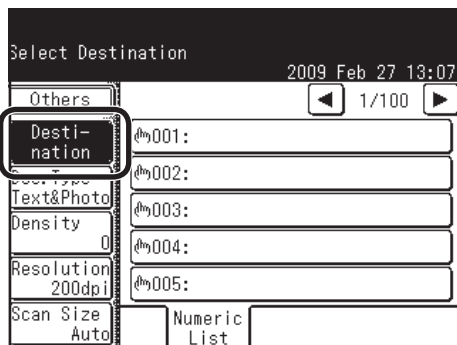 Select Destination
2009 Feb 27 13:07
Others
1/100
Desti-
nation
001:
002:
Text&Photo
003:
Density
0
004:
Resolution
200dpi
005:
Scan Size
Auto
Numeric
List